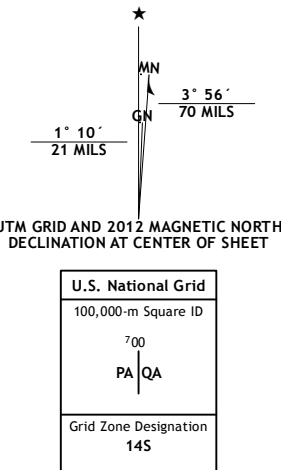 ★
MN
3° 56´
70 MILS
GN
1° 10´
21 MILS
UTM GRID AND 2012 MAGNETIC NORTH
DECLINATION AT CENTER OF SHEET
U.S. National Grid
100,000-m Square ID
700
PA QA
Grid Zone Designation
14S